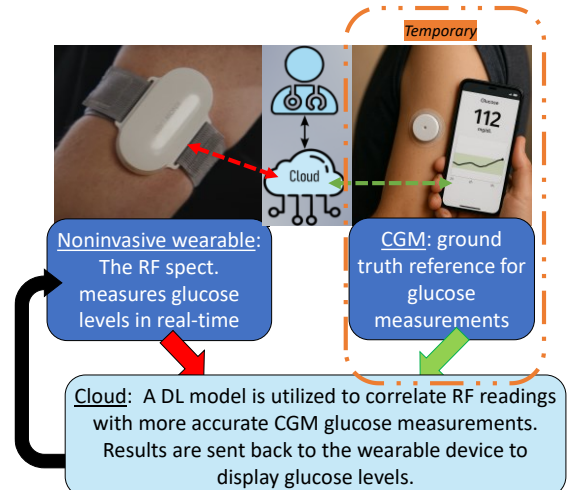 Temporary
Glucose
112
mg/dL
Cloud
Noninvasive wearable:
The RF spect.
measures glucose
levels in real-time
CGM: ground
truth reference for
glucose
measurements
Cloud:  A DL model is utilized to correlate RF readings
with more accurate CGM glucose measurements.
Results are sent back to the wearable device to
display glucose levels.